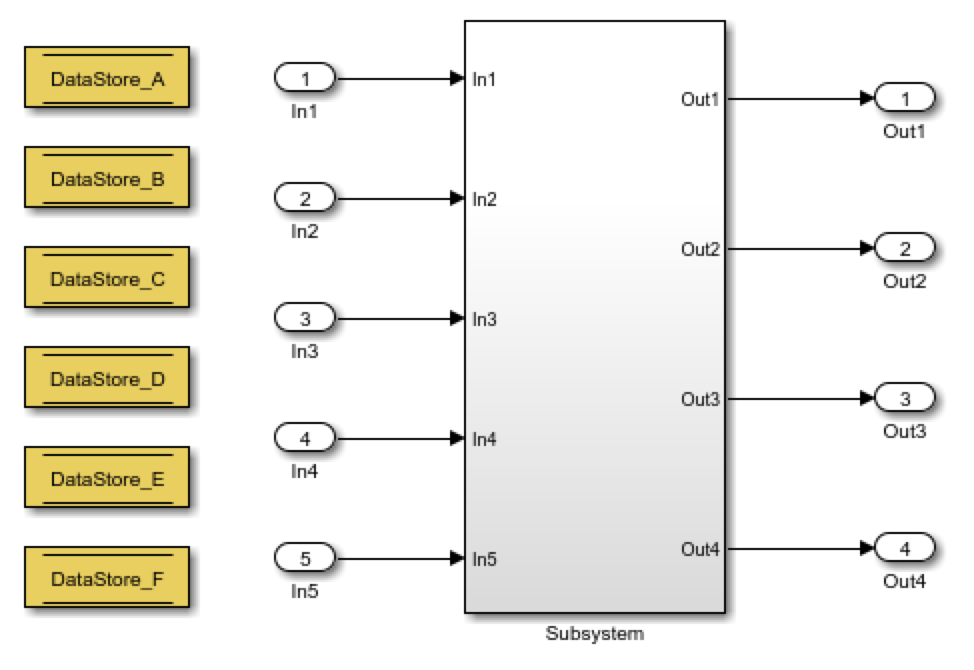 DataStore_A
DataStore_B
DataStore_C
DataStore_D
DataStore_E
DataStore_F
1
In1
2
In2
3
In3
4
In4
5
In5
In1
In2
In3
In4
In5
Out1
Out2
Out3
Out4
Subsystem
1
Out1
2
Out2
3
Out3
4
Out4